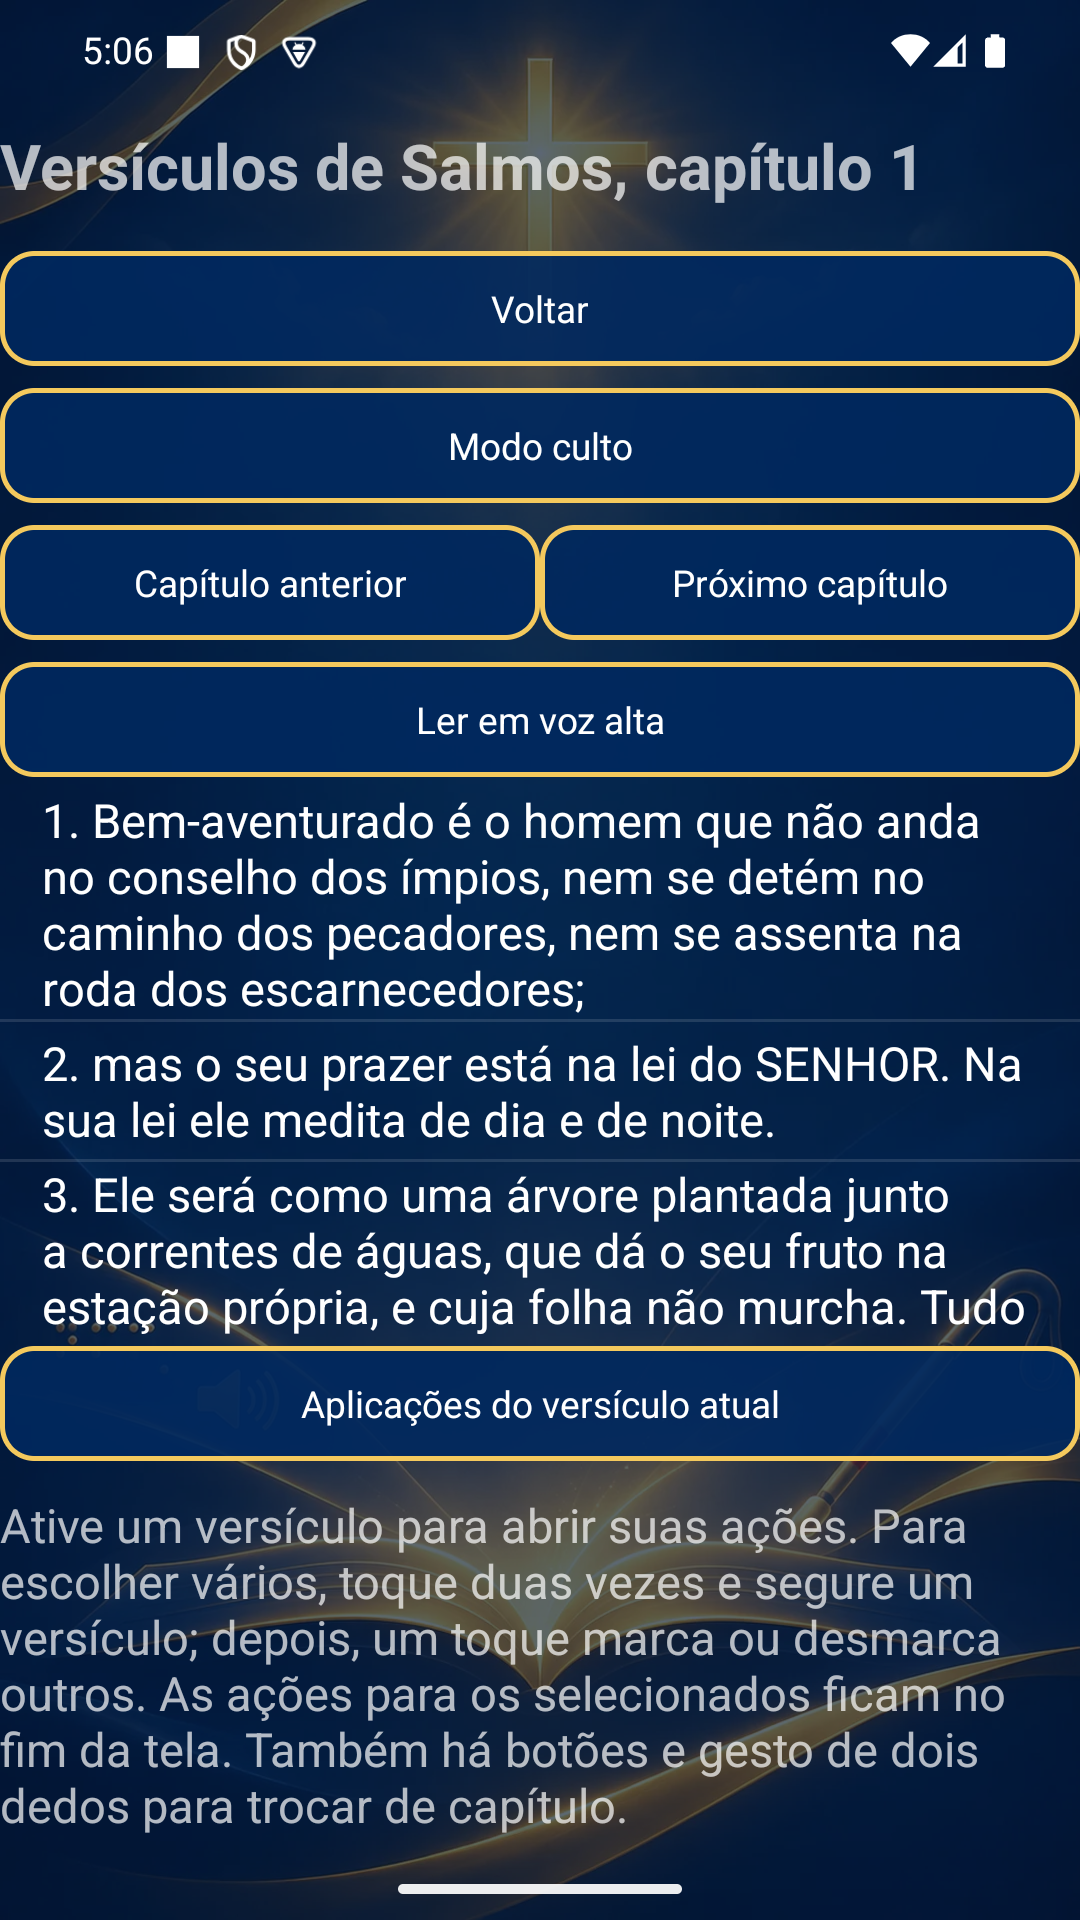 5:06
Versículos de Salmos, capítulo 1
Voltar
Modo culto
Capítulo anterior
Próximo capítulo
Ler em voz alta
1. Bem-aventurado é o homem que não anda
no conselho dos ímpios, nem se detém no
caminho dos pecadores, nem se assenta na
roda dos escarnecedores;
2. mas o seu prazer está na lei do SENHOR. Na
sua lei ele medita de dia e de noite.
3. Ele será como uma árvore plantada junto
a correntes de águas, que dá o seu fruto na
estação própria, e cuja folha não murcha. Tudo
Aplicações do versículo atual
Ative um versículo para abrir suas ações. Para
escolher vários, toque duas vezes e segure um
versículo; depois, um toque marca ou desmarca
outros. As ações para os selecionados ficam no
fim da tela. Também há botões e gesto de dois
dedos para trocar de capítulo.